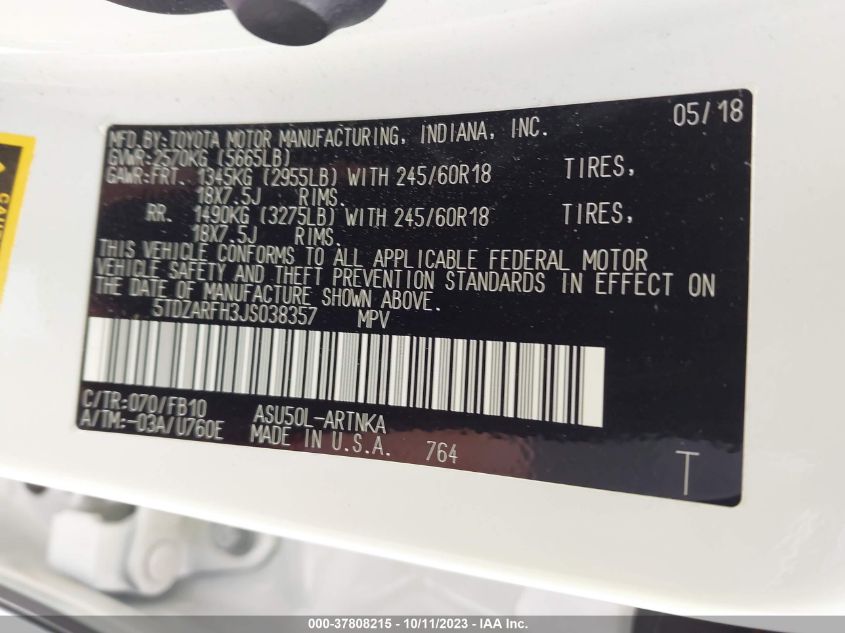 05/18
MFD.BY:TOYOTA MOTOR MANUFACTURING, INDIANA, INC.
GVWR:2570KG (5665LB)
GAWR:FRT. 1345KG (2955LB) WITH 245/60R18 TIRES,
18X7.5J RIMS.
RR. 1490KG (3275LB) WITH 245/60R18 TIRES,
18X7.5J RIMS.
THIS VEHICLE CONFORMS TO ALL APPLICABLE FEDERAL MOTOR
VEHICLE SAFETY AND THEFT PREVENTION STANDARDS IN EFFECT ON
THE DATE OF MANUFACTURE SHOWN ABOVE.
5TDZARFH3JS038357 MPV
C/TR:070/FB10 ASU50L-ARTNKA
A/TM:-03A/U760E MADE IN U.S.A. 764
T
000-37808215 - 10/11/2023 - IAA Inc.